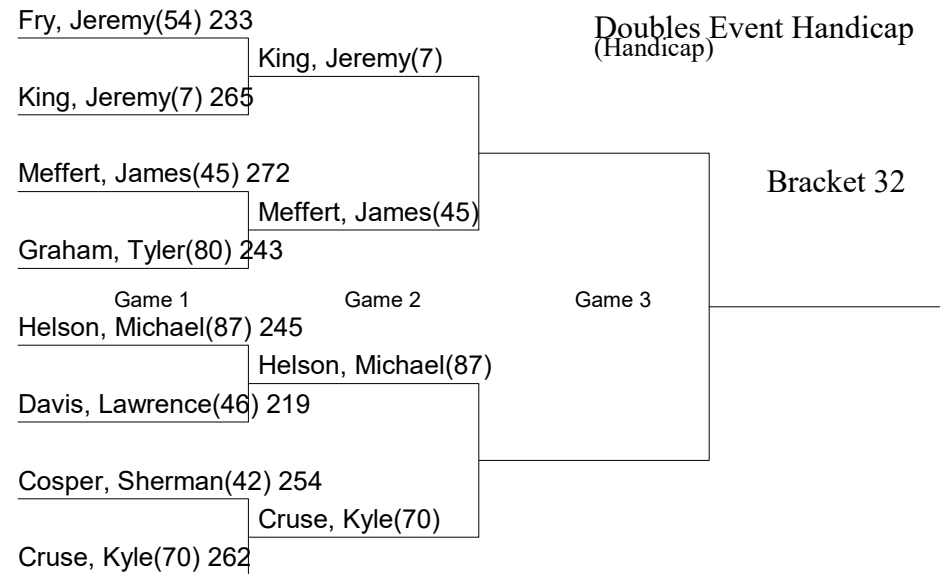 Fry, Jeremy(54) 233
Doubles Event Handicap
(Handicap)
King, Jeremy(7)
King, Jeremy(7) 265
Meffert, James(45) 272
Bracket 32
Meffert, James(45)
Graham, Tyler(80) 243
Game 1 Game 2 Game 3
Helson, Michael(87) 245
Helson, Michael(87)
Davis, Lawrence(46) 219
Cosper, Sherman(42) 254
Cruse, Kyle(70)
Cruse, Kyle(70) 262